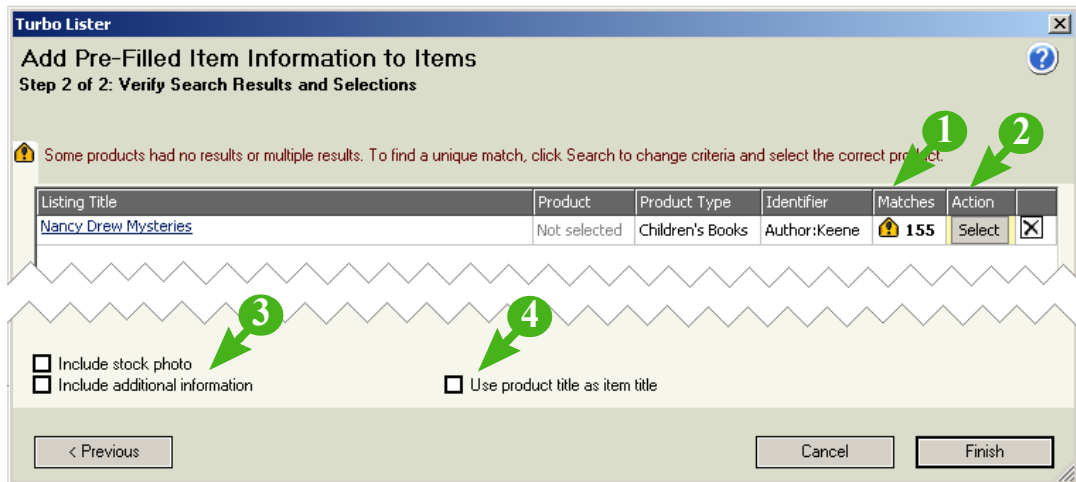 Turbo Lister
Add Pre-Filled Item Information to Items
Step 2 of 2: Verify Search Results and Selections
1 2
Some products had no results or multiple results. To find a unique match, click Search to change criteria and select the correct product.
Listing Title Product Product Type Identifier Matches Action
Nancy Drew Mysteries Not selected Children's Books Author:Keene 155 Select
3 4
Include stock photo
Include additional information Use product title as item title
< Previous Cancel Finish